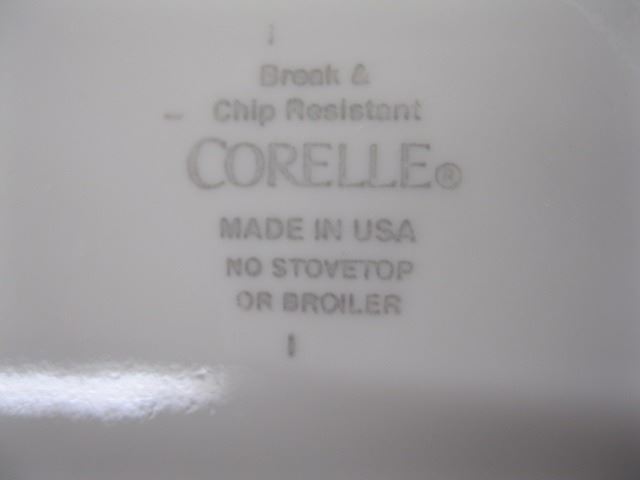 Break &
Chip Resistant
CORELLE®
MADE IN USA
NO STOVETOP
OR BROILER